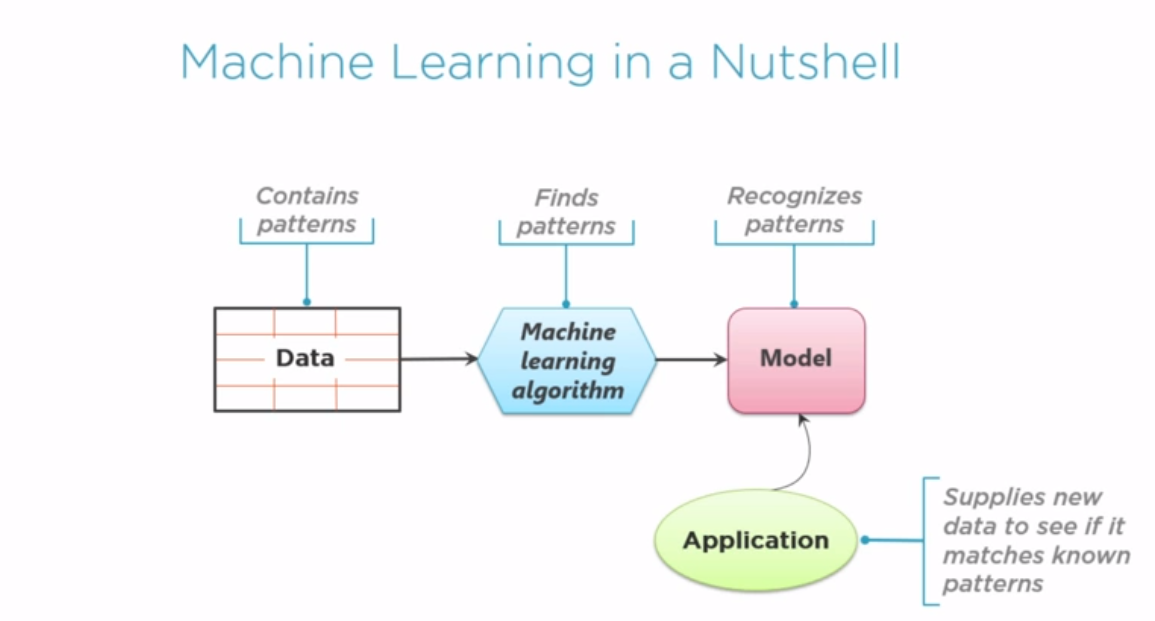 Machine Learning in a Nutshell
Contains
patterns
Finds
patterns
Recognizes
patterns
Data
Machine
learning
algorithm
Model
Application
Supplies new
data to see if it
matches known
patterns